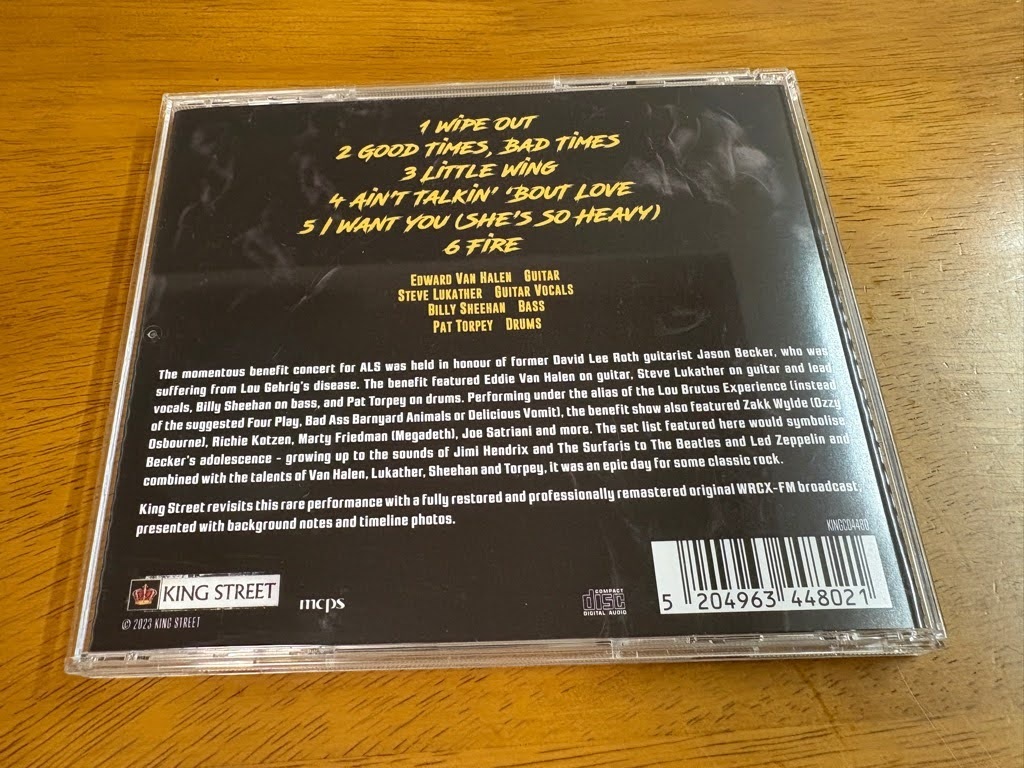 1 WIPE OUT
2 GOOD TIMES, BAD TIMES
3 LITTLE WING
4 AIN'T TALKIN' 'BOUT LOVE
5 I WANT YOU (SHE'S SO HEAVY)
6 FIRE
EDWARD VAN HALEN GUITAR
STEVE LUKATHER GUITAR VOCALS
BILLY SHEEHAN BASS
PAT TORPEY DRUMS
The momentous benefit concert for ALS was held in honour of former David Lee Roth guitarist Jason Becker, who was
suffering from Lou Gehrig's disease. The benefit featured Eddie Van Halen on guitar, Steve Lukather on guitar and lead
vocals, Billy Sheehan on bass, and Pat Torpey on drums. Performing under the alias of the Lou Brutus Experience (instead
of the suggested Four Play, Bad Ass Barnyard Animals or Delicious Vomit), the benefit show also featured Zakk Wylde (Ozzy
Osbourne), Richie Kotzen, Marty Friedman (Megadeth), Joe Satriani and more. The set list featured here would symbolise
Becker's adolescence - growing up to the sounds of Jimi Hendrix and The Surfaris to The Beatles and Led Zeppelin and
combined with the talents of Van Halen, Lukather, Sheehan and Torpey, it was an epic day for some classic rock.
King Street revisits this rare performance with a fully restored and professionally remastered original WRCX-FM broadcast,
presented with background notes and timeline photos.
KINGCD4480
KING STREET
mcps
COMPACT
disc
DIGITAL AUDIO
5 204963 448021
© 2023 KING STREET